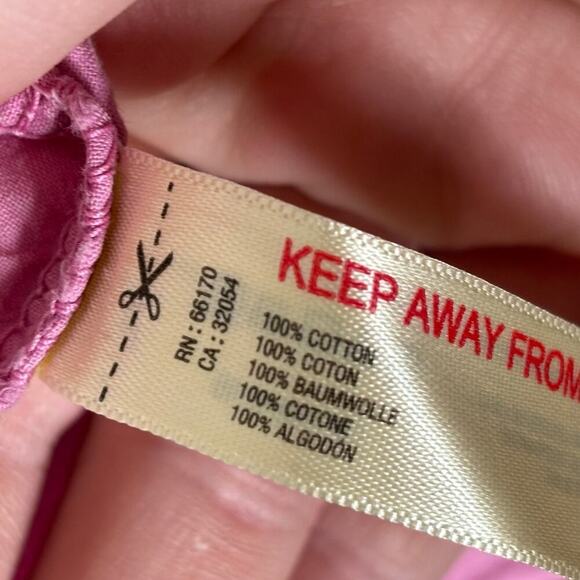 KEEP AWAY FROM
RN : 66170
CA : 32054
100% COTTON
100% COTON
100% BAUMWOLLE
100% COTONE
100% ALGODÓN